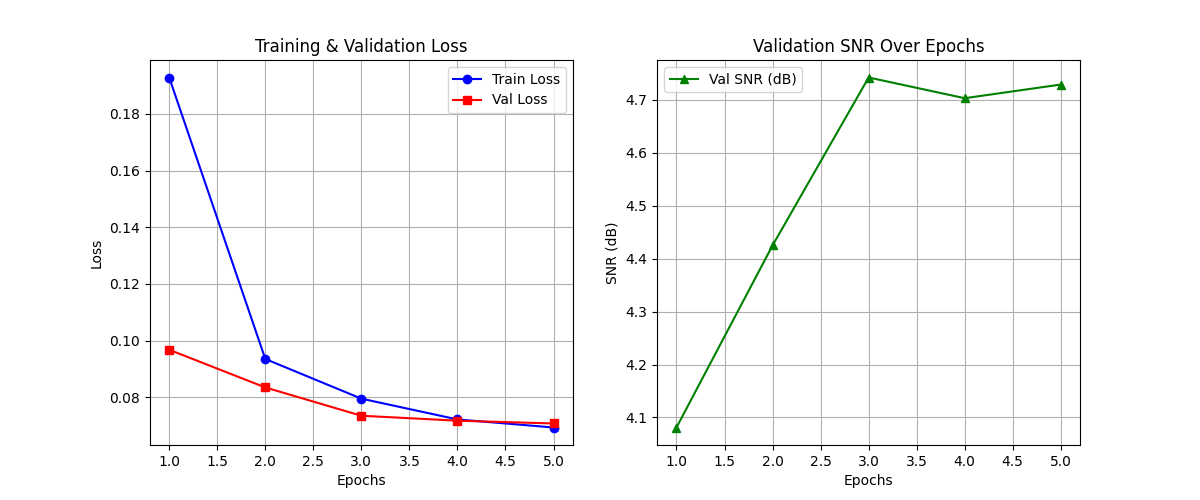 Training & Validation Loss
Train Loss
Val Loss
0.18
0.16
0.14
0.12
0.10
0.08
Loss
1.0 1.5 2.0 2.5 3.0 3.5 4.0 4.5 5.0
Epochs
Validation SNR Over Epochs
Val SNR (dB)
4.7
4.6
4.5
4.4
4.3
4.2
4.1
SNR (dB)
1.0 1.5 2.0 2.5 3.0 3.5 4.0 4.5 5.0
Epochs